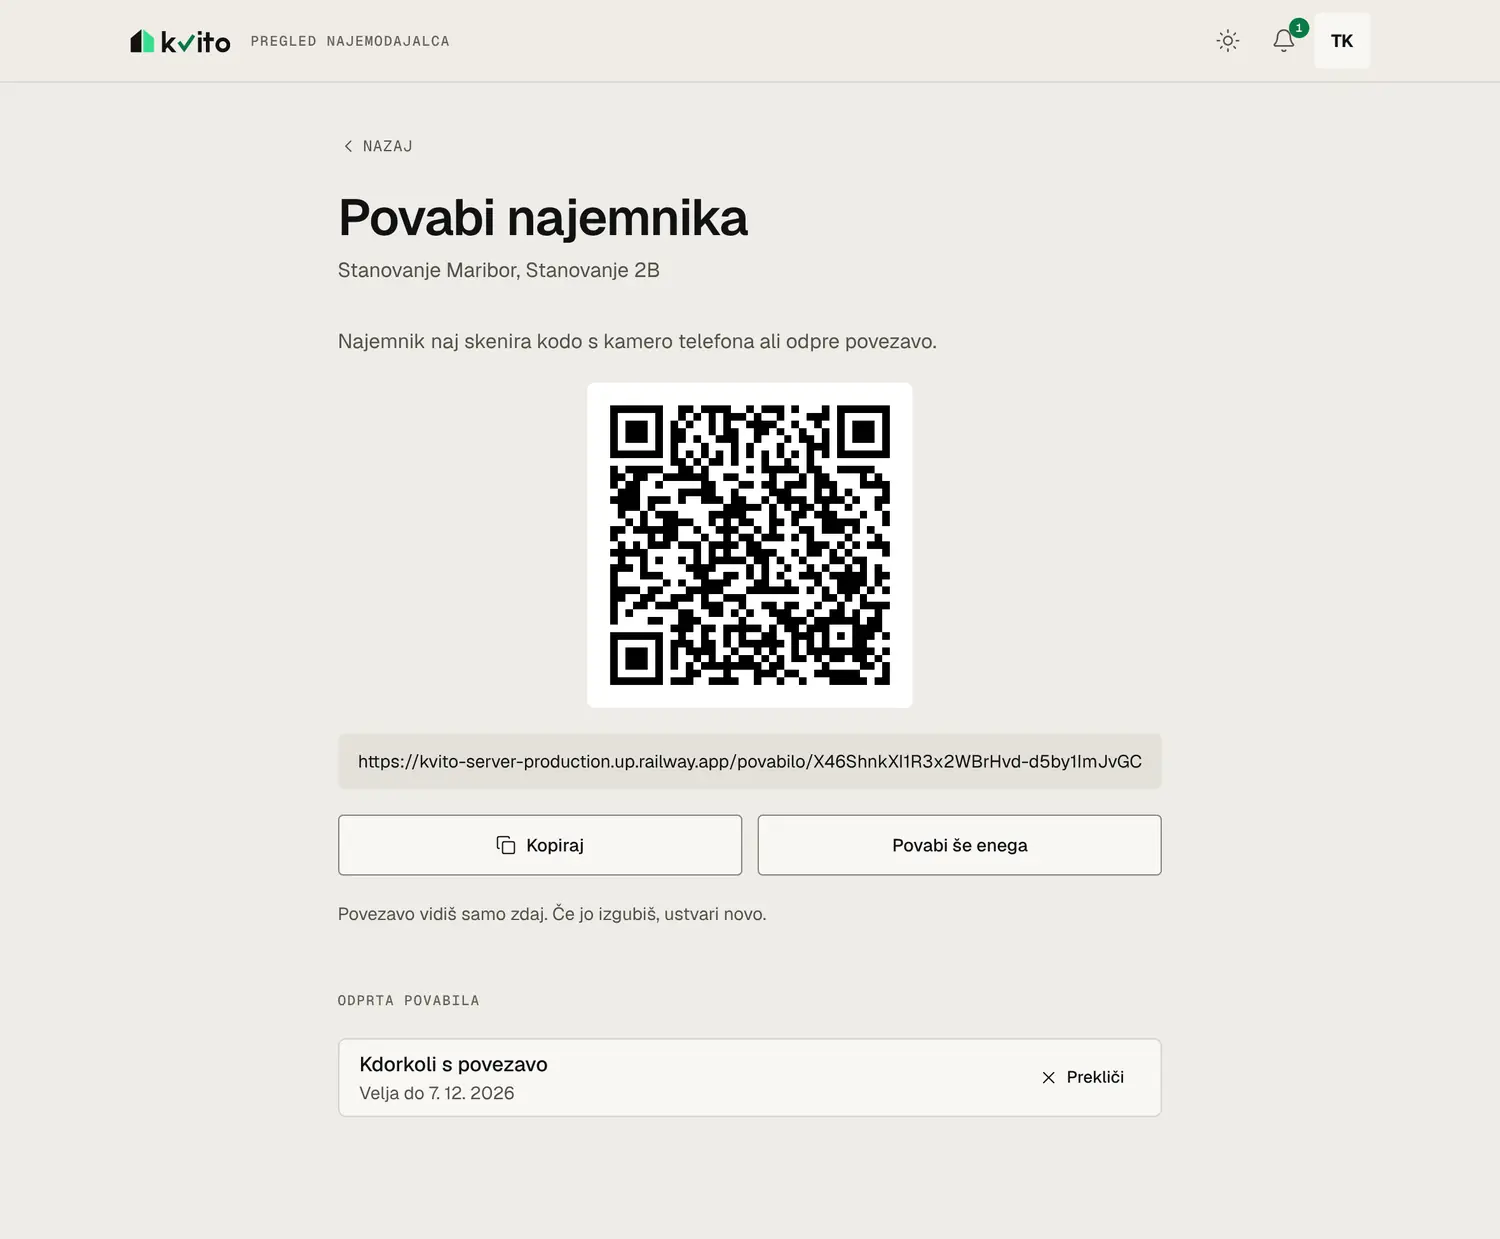 kvito PREGLED NAJEMODAJALCA
1
TK
NAZAJ
Povabi najemnika
Stanovanje Maribor, Stanovanje 2B
Najemnik naj skenira kodo s kamero telefona ali odpre povezavo.
https://kvito-server-production.up.railway.app/povabilo/X46ShnkXI1R3x2WBrHvd-d5by1ImJvGC
Kopiraj
Povabi še enega
Povezavo vidiš samo zdaj. Če jo izgubiš, ustvari novo.
ODPRTA POVABILA
Kdorkoli s povezavo
Velja do 7. 12. 2026
Prekliči